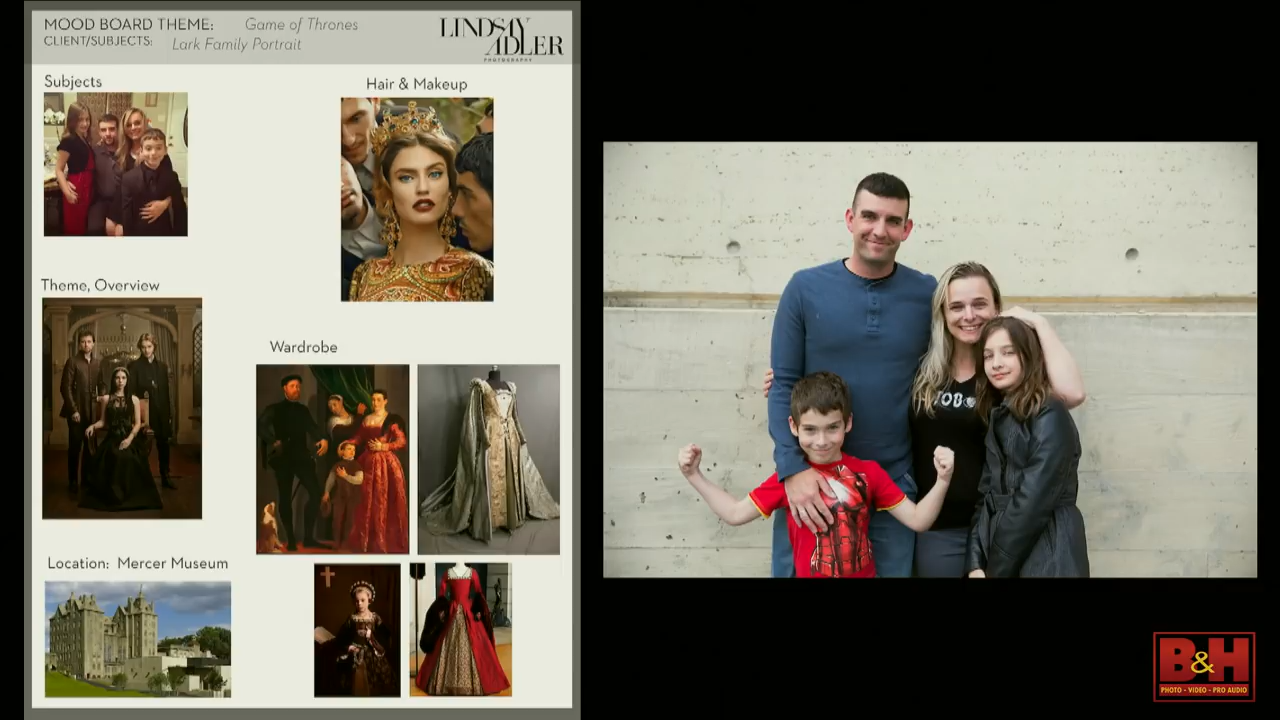 MOOD BOARD THEME: Game of Thrones
CLIENT/SUBJECTS: Lark Family Portrait
LINDSAY
ADLER
PHOTOGRAPHY
Subjects
Hair & Makeup
Theme, Overview
Wardrobe
Location: Mercer Museum
B&H
PHOTO - VIDEO - PRO AUDIO